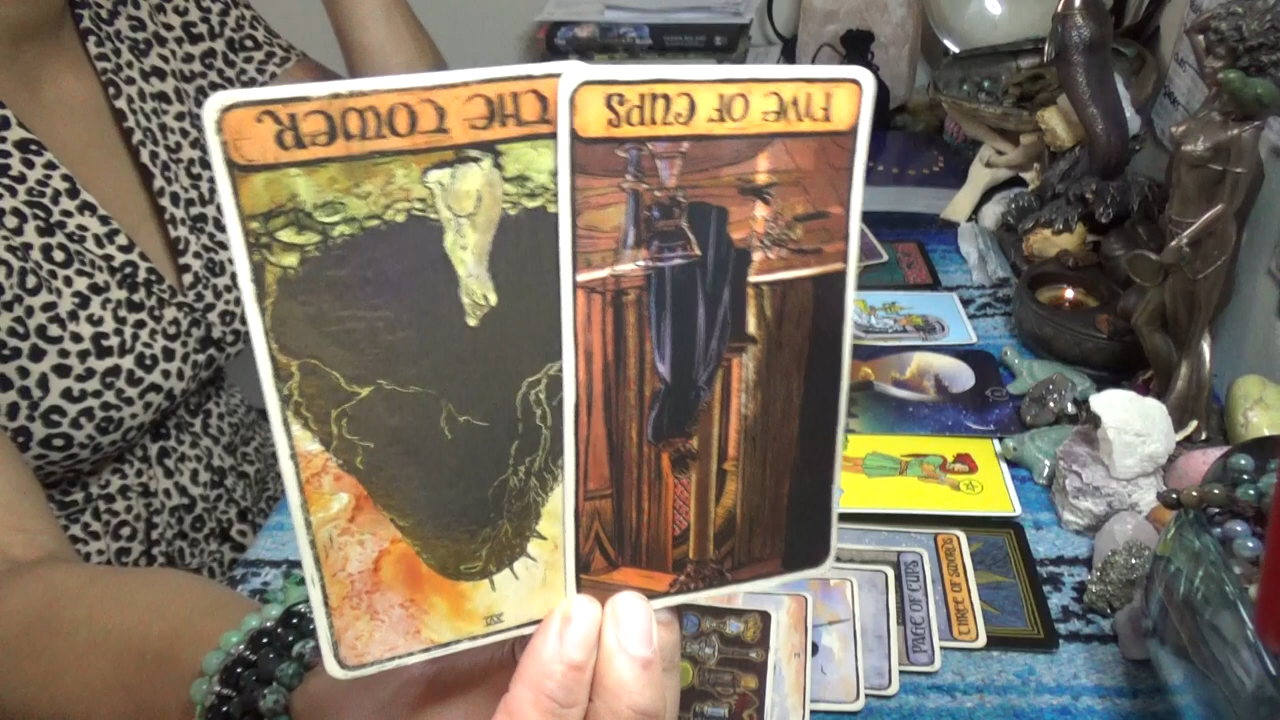 THE TOWER
FIVE OF CUPS
XVI
PAGE OF CUPS
THREE OF SWORDS